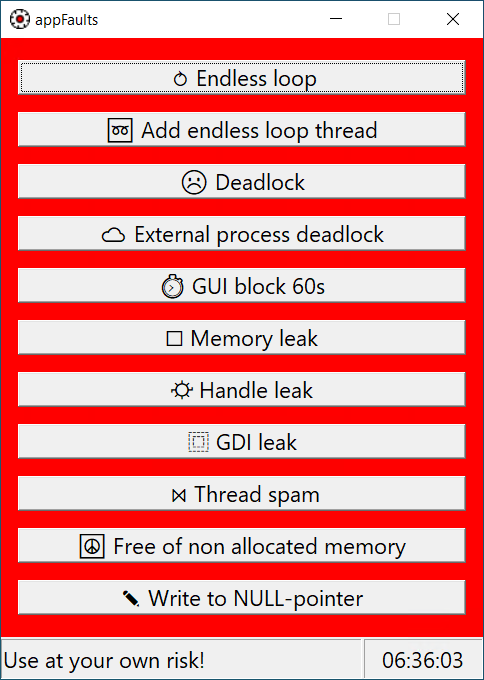 appFaults
Endless loop
Add endless loop thread
Deadlock
External process deadlock
GUI block 60s
Memory leak
Handle leak
GDI leak
Thread spam
Free of non allocated memory
Write to NULL-pointer
Use at your own risk! 06:36:03